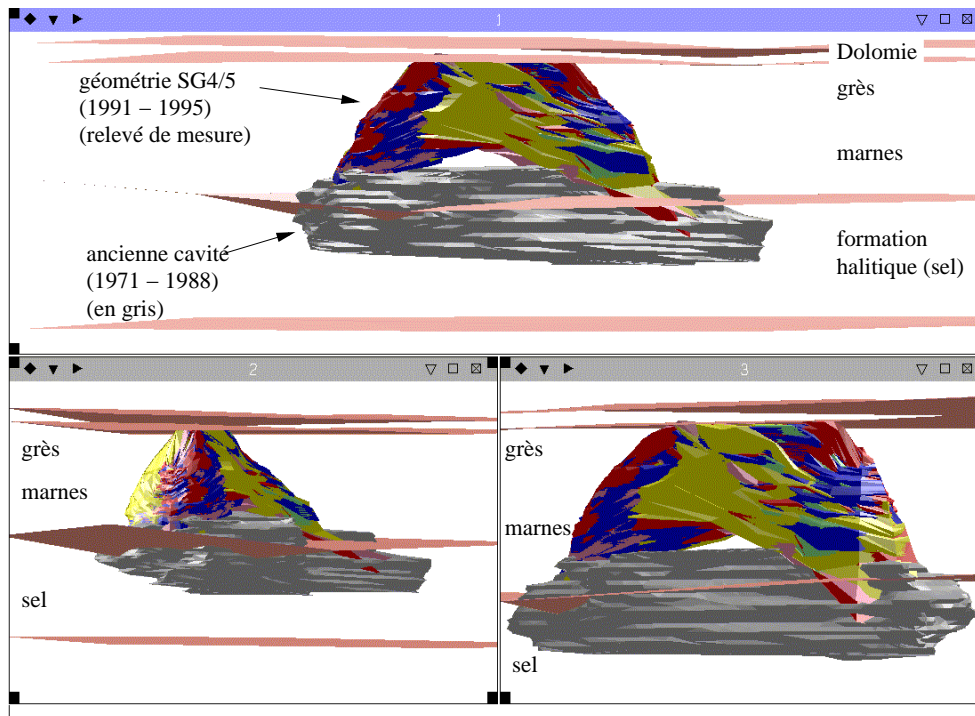 1
géométrie SG4/5
(1991 – 1995)
(relevé de mesure)
Dolomie
grès
marnes
ancienne cavité
(1971 – 1988)
(en gris)
formation
halitique (sel)
2
grès
marnes
sel
3
grès
marnes
sel